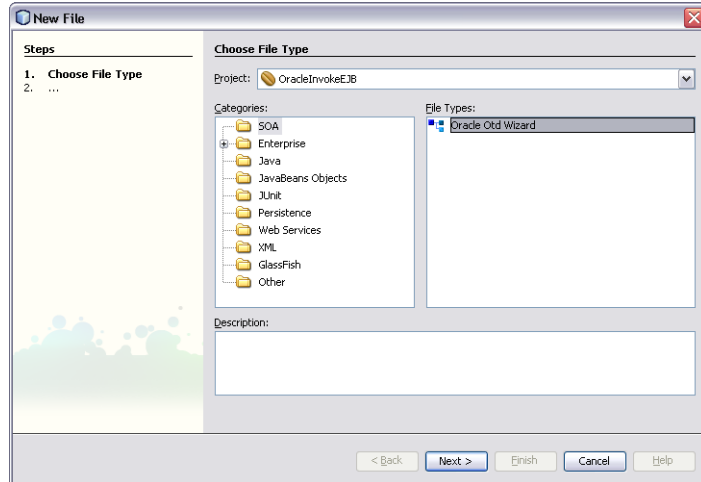 New File
Steps
1. Choose File Type
2. ...
Choose File Type
Project: OracleInvokeEJB
Categories:
SOA
Enterprise
Java
JavaBeans Objects
JUnit
Persistence
Web Services
XML
GlassFish
Other
File Types:
Oracle Otd Wizard
Description:
< Back Next > Finish Cancel Help